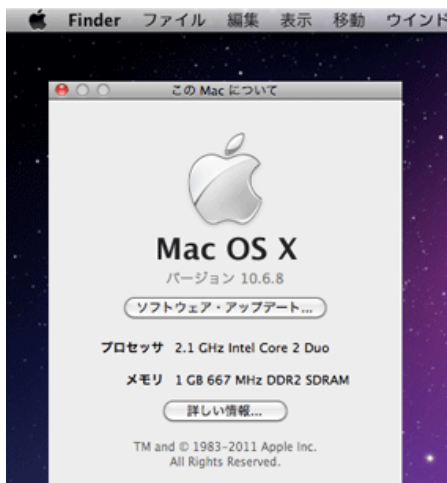 Finder ファイル 編集 表示 移動 ウインド
この Mac について
Mac OS X
バージョン 10.6.8
ソフトウェア・アップデート...
プロセッサ 2.1 GHz Intel Core 2 Duo
メモリ 1 GB 667 MHz DDR2 SDRAM
詳しい情報...
TM and © 1983-2011 Apple Inc.
All Rights Reserved.